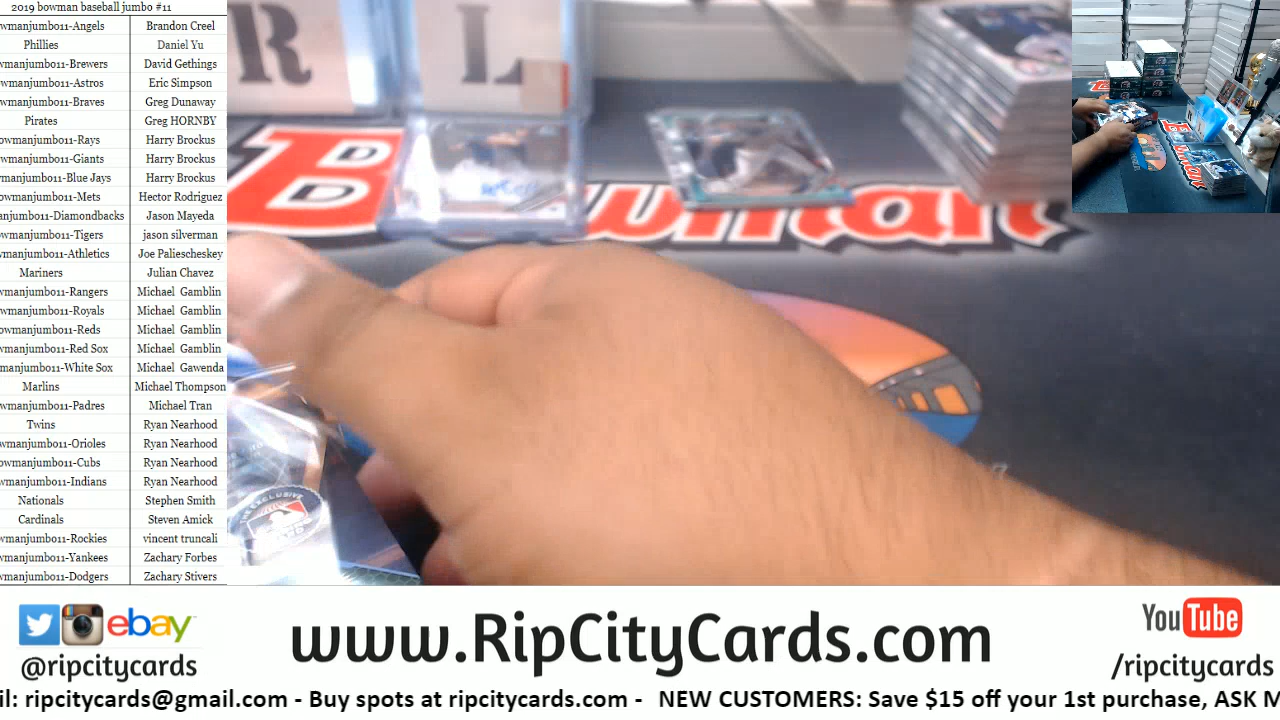 2019 bowman baseball jumbo #11
wmanjumbo11-Angels Brandon Creel
Phillies Daniel Yu
wmanjumbo11-Brewers David Gethings
wmanjumbo11-Astros Eric Simpson
wmanjumbo11-Braves Greg Dunaway
Pirates Greg HORNBY
owmanjumbo11-Rays Harry Brockus
owmanjumbo11-Giants Harry Brockus
wmanjumbo11-Blue Jays Harry Brockus
owmanjumbo11-Mets Hector Rodriguez
anjumbo11-Diamondbacks Jason Mayeda
owmanjumbo11-Tigers jason silverman
wmanjumbo11-Athletics Joe Paliescheskey
Mariners Julian Chavez
wmanjumbo11-Rangers Michael Gamblin
wmanjumbo11-Royals Michael Gamblin
owmanjumbo11-Reds Michael Gamblin
wmanjumbo11-Red Sox Michael Gamblin
manjumbo11-White Sox Michael Gawenda
Marlins Michael Thompson
wmanjumbo11-Padres Michael Tran
Twins Ryan Nearhood
wmanjumbo11-Orioles Ryan Nearhood
owmanjumbo11-Cubs Ryan Nearhood
wmanjumbo11-Indians Ryan Nearhood
Nationals Stephen Smith
Cardinals Steven Amick
wmanjumbo11-Rockies vincent truncali
wmanjumbo11-Yankees Zachary Forbes
wmanjumbo11-Dodgers Zachary Stivers
R L
B wman
D
D
ebay
@ripcitycards
www.RipCityCards.com
YouTube
/ripcitycards
il: ripcitycards@gmail.com - Buy spots at ripcitycards.com - NEW CUSTOMERS: Save $15 off your 1st purchase, ASK M